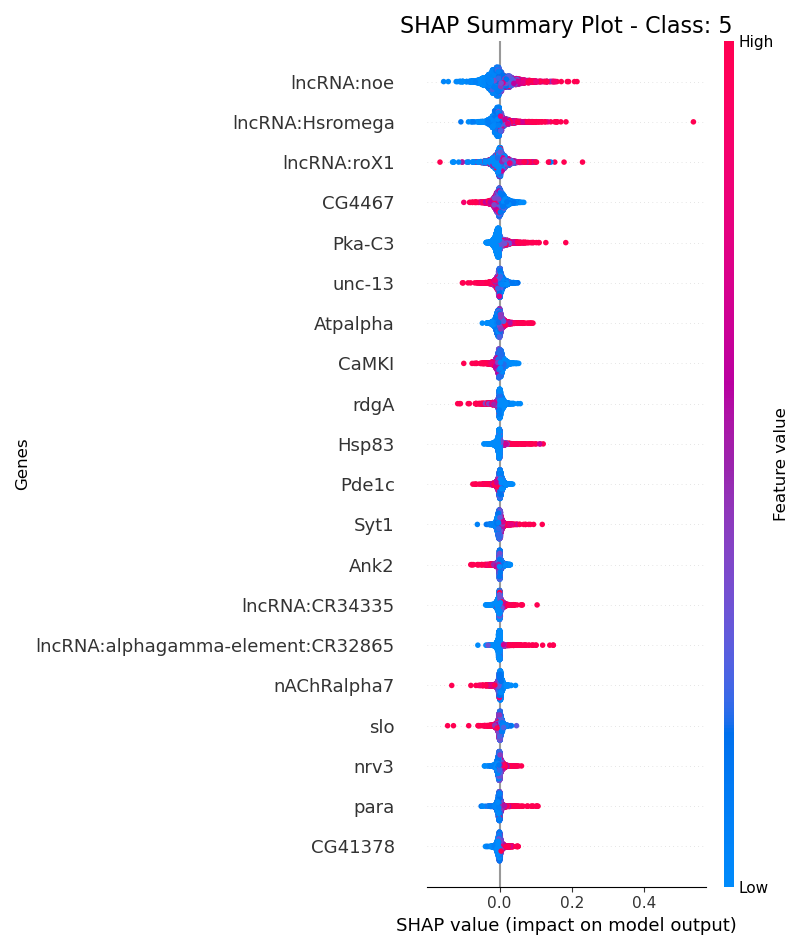 SHAP Summary Plot - Class: 5
High
lncRNA:noe
lncRNA:Hsromega
lncRNA:roX1
CG4467
Pka-C3
unc-13
Atpalpha
CaMKI
rdgA
Hsp83
Pde1c
Syt1
Ank2
lncRNA:CR34335
lncRNA:alphagamma-element:CR32865
nAChRalpha7
slo
nrv3
para
CG41378
Genes
Feature value
Low
0.0 0.2 0.4
SHAP value (impact on model output)